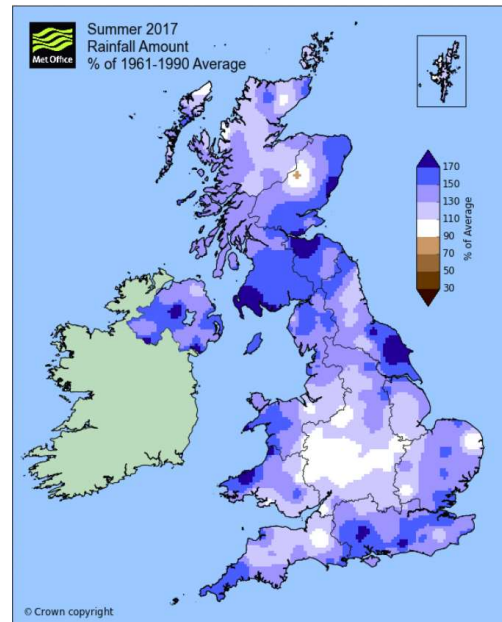 Met Office
Summer 2017
Rainfall Amount
% of 1961-1990 Average
170
150
130
110
90
70
50
30
% of Average
© Crown copyright